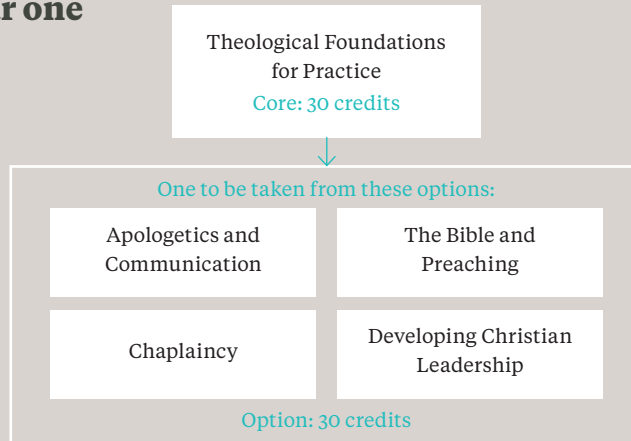 r one
Theological Foundations
for Practice
Core: 30 credits
One to be taken from these options:
Apologetics and
Communication
The Bible and
Preaching
Chaplaincy
Developing Christian
Leadership
Option: 30 credits